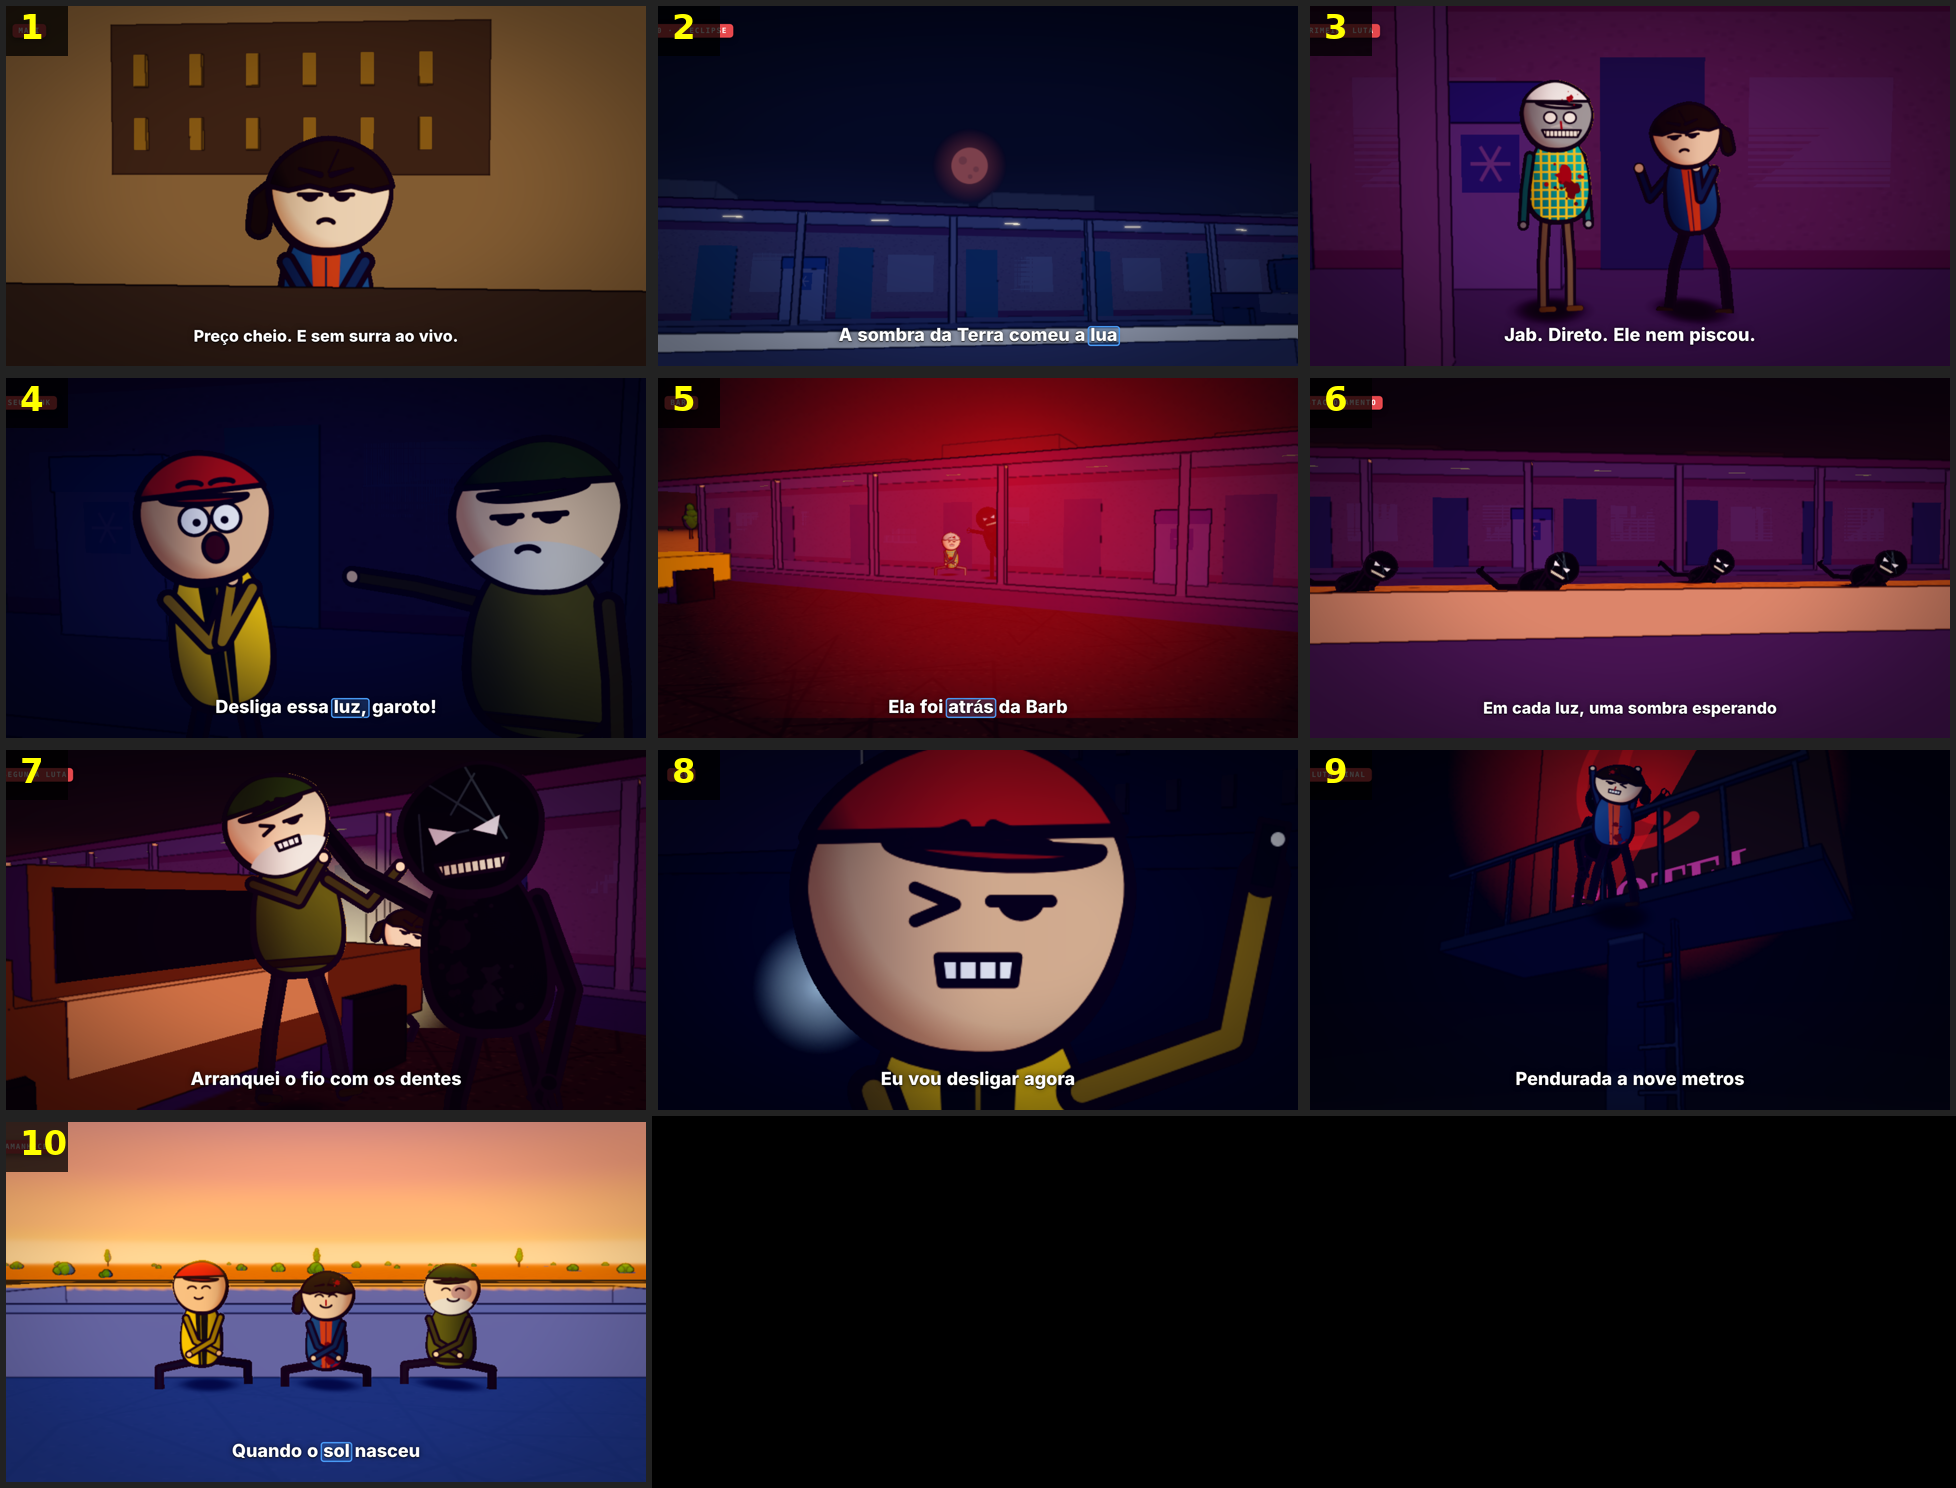 1
Preço cheio. E sem surra ao vivo.
2
A sombra da Terra comeu a lua
3
Jab. Direto. Ele nem piscou.
4
Desliga essa luz, garoto!
5
Ela foi atrás da Barb
6
Em cada luz, uma sombra esperando
7
Arranquei o fio com os dentes
8
Eu vou desligar agora
9
Pendurada a nove metros
10
Quando o sol nasceu